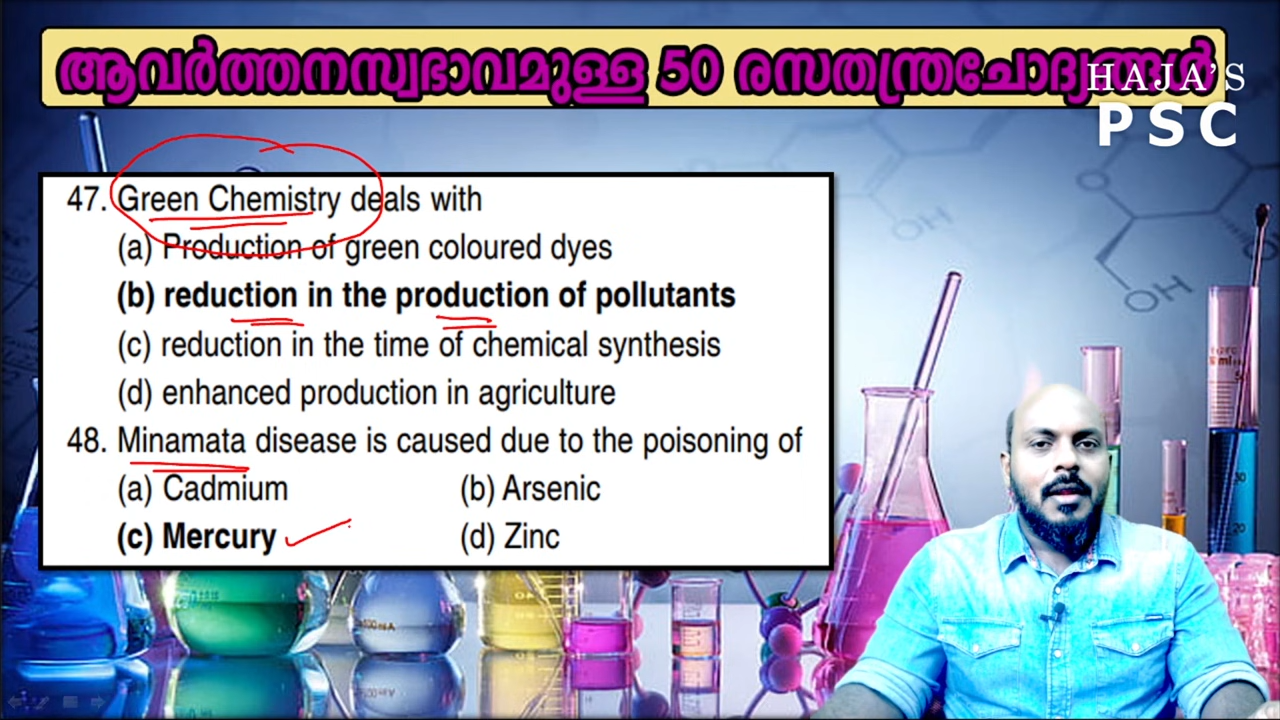 ആവർത്തനസ്വഭാവമുള്ള 50 രസതന്ത്രചോദ്യങ്ങൾ
HAJA'S
PSC
47. Green Chemistry deals with
(a) Production of green coloured dyes
(b) reduction in the production of pollutants
(c) reduction in the time of chemical synthesis
(d) enhanced production in agriculture
48. Minamata disease is caused due to the poisoning of
(a) Cadmium (b) Arsenic
(c) Mercury (d) Zinc
OH
OH